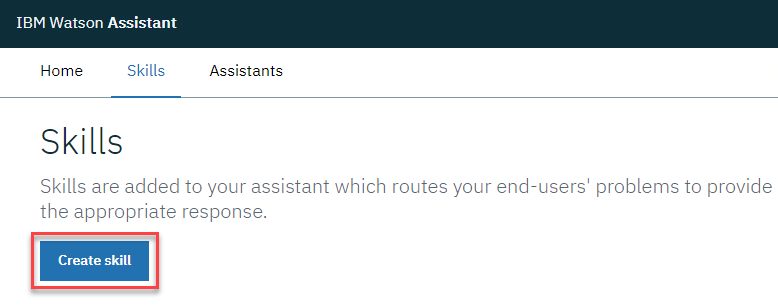 IBM Watson Assistant
Home Skills Assistants
Skills
Skills are added to your assistant which routes your end-users' problems to provide
the appropriate response.
Create skill